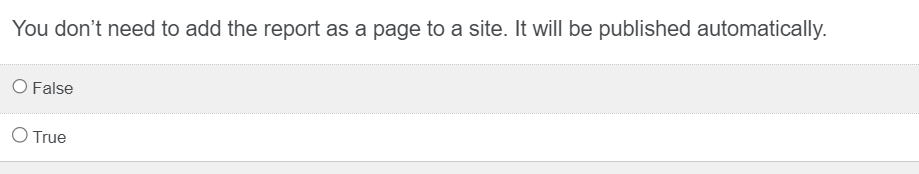 You don’t need to add the report as a page to a site. It will be published automatically.
False
True